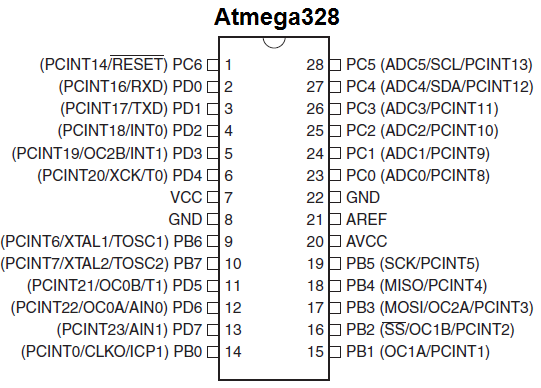 Atmega328
(PCINT14/RESET) PC6 1 28 PC5 (ADC5/SCL/PCINT13)
(PCINT16/RXD) PD0 2 27 PC4 (ADC4/SDA/PCINT12)
(PCINT17/TXD) PD1 3 26 PC3 (ADC3/PCINT11)
(PCINT18/INT0) PD2 4 25 PC2 (ADC2/PCINT10)
(PCINT19/OC2B/INT1) PD3 5 24 PC1 (ADC1/PCINT9)
(PCINT20/XCK/T0) PD4 6 23 PC0 (ADC0/PCINT8)
VCC 7 22 GND
GND 8 21 AREF
(PCINT6/XTAL1/TOSC1) PB6 9 20 AVCC
(PCINT7/XTAL2/TOSC2) PB7 10 19 PB5 (SCK/PCINT5)
(PCINT21/OC0B/T1) PD5 11 18 PB4 (MISO/PCINT4)
(PCINT22/OC0A/AIN0) PD6 12 17 PB3 (MOSI/OC2A/PCINT3)
(PCINT23/AIN1) PD7 13 16 PB2 (SS/OC1B/PCINT2)
(PCINT0/CLKO/ICP1) PB0 14 15 PB1 (OC1A/PCINT1)